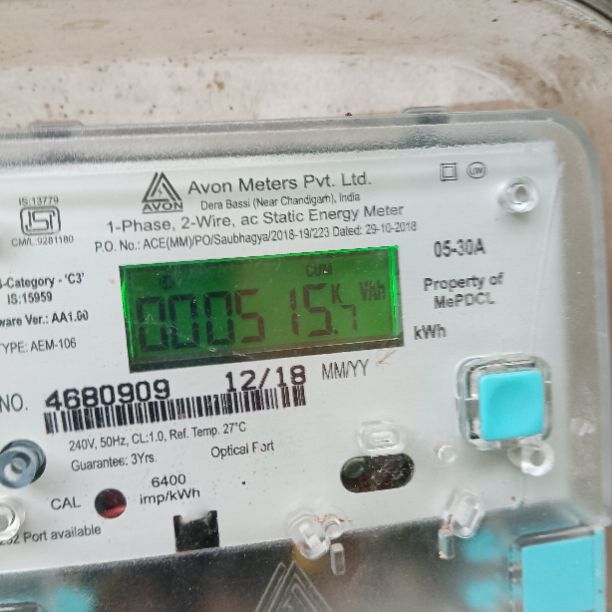 IS:13779
ISI
CM/L:9281180
AVON
Avon Meters Pvt. Ltd.
Dera Bassi (Near Chandigarh), India
1-Phase, 2-Wire, ac Static Energy Meter
P.O. No.: ACE(MM)/PO/Saubhagya/2018-19/223 Dated: 29-10-2018
-Category - 'C3'
IS:15959
ware Ver.: AA1.00
TYPE: AEM-106
CUM
000515.7 K VAh
05-30A
Property of
MePDCL
kWh
NO. 4680909 12/18 MM/YY
240V, 50Hz, CL:1.0, Ref. Temp. 27°C
Guarantee: 3Yrs.
Optical Port
CAL
6400
imp/kWh
Port available